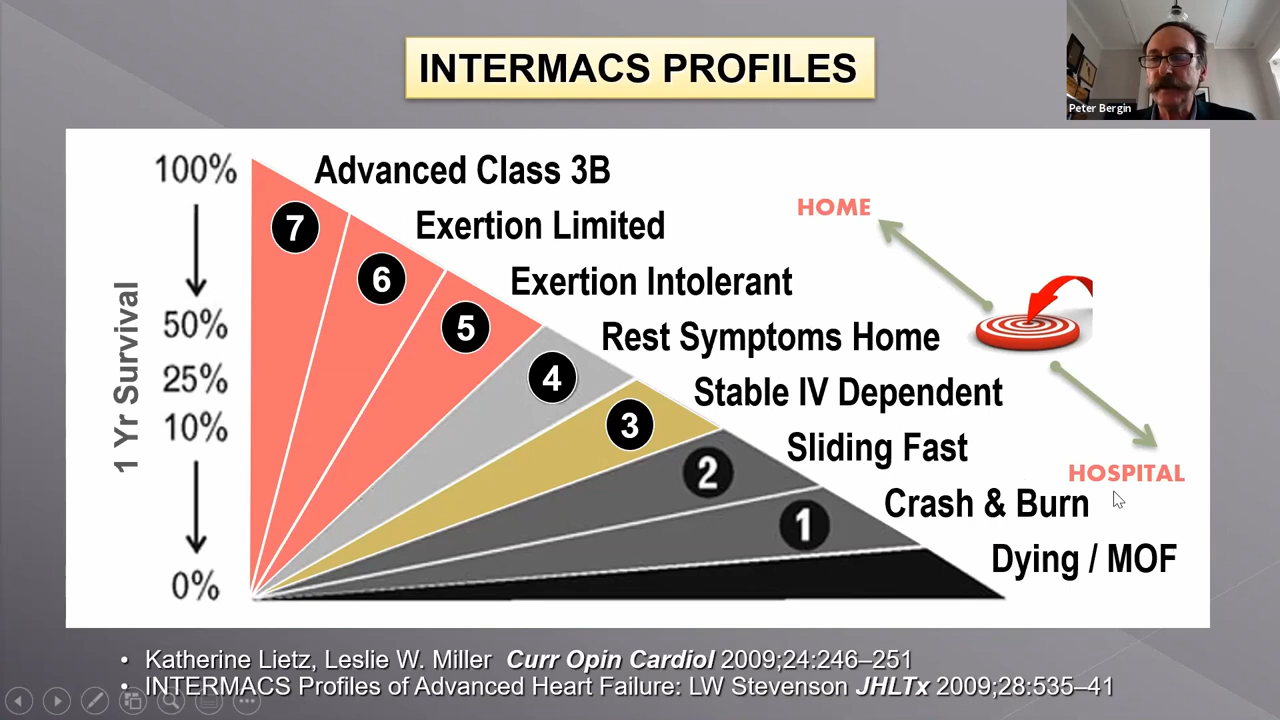 INTERMACS PROFILES
Peter Bergin
1 Yr Survival
100%
50%
25%
10%
0%
7
6
5
4
3
2
1
Advanced Class 3B
Exertion Limited
Exertion Intolerant
Rest Symptoms Home
Stable IV Dependent
Sliding Fast
Crash & Burn
Dying / MOF
HOME
HOSPITAL
• Katherine Lietz, Leslie W. Miller Curr Opin Cardiol 2009;24:246–251
• INTERMACS Profiles of Advanced Heart Failure: LW Stevenson JHLTx 2009;28:535–41